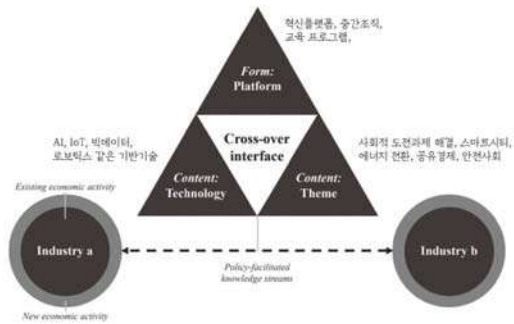 혁신플랫폼, 중간조직,
교육 프로그램,
Form:
Platform
AI, IoT, 빅데이터,
로보틱스 같은 기반기술
Cross-over
interface
사회적 도전과제 해결, 스마트시티,
에너지 전환, 공유경제, 안전사회
Content:
Technology
Content:
Theme
Existing economic activity
Industry a
Industry b
Policy-facilitated
knowledge streams
New economic activity